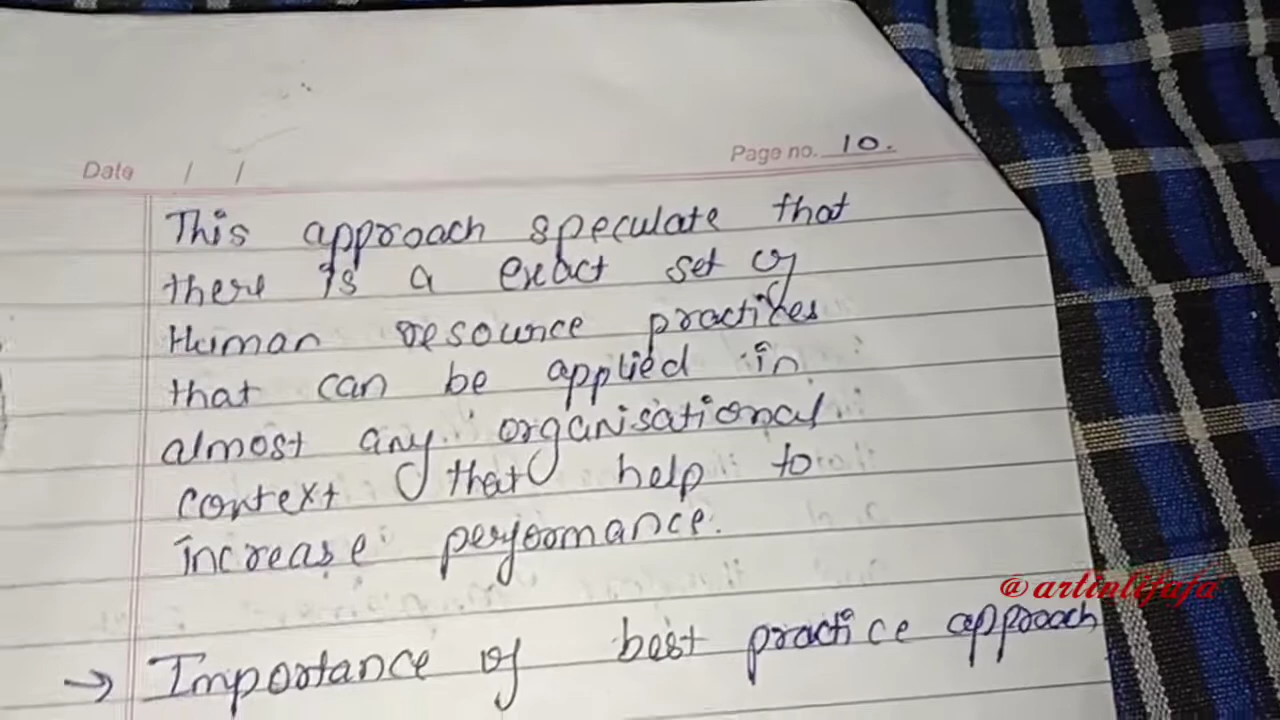 Date / /
Page no. 10.
This approach speculate that
there is a exact set of
Human resource practices
that can be applied in
almost any organisational
context that help to
increase performance.
→ Importance of best practice approach
@artinlifafa